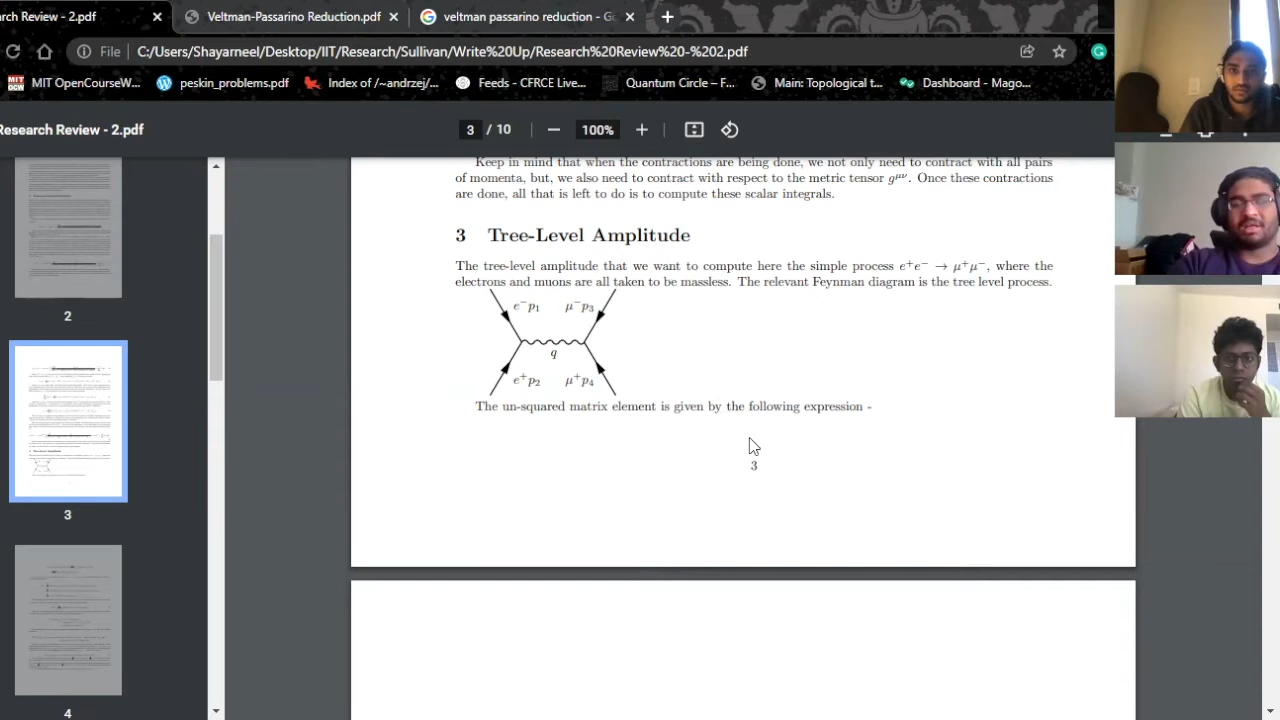 rch Review - 2.pdf
Veltman-Passarino Reduction.pdf
veltman passarino reduction - Go
File
C:/Users/Shayarneel/Desktop/IIT/Research/Sullivan/Write%20Up/Research%20Review%20-%202.pdf
MIT OpenCourseW...
peskin_problems.pdf
Index of /~andrzej/...
Feeds - CFRCE Live...
Quantum Circle – F...
Main: Topological t...
Dashboard - Mago...
Research Review - 2.pdf
3 / 10
100%
2
3
4
Keep in mind that when the contractions are being done, we not only need to contract with all pairs
of momenta, but, we also need to contract with respect to the metric tensor g^{μν}. Once these contractions
are done, all that is left to do is to compute these scalar integrals.
3 Tree-Level Amplitude
The tree-level amplitude that we want to compute here the simple process e⁺e⁻ → μ⁺μ⁻, where the
electrons and muons are all taken to be massless. The relevant Feynman diagram is the tree level process.
e⁻p₁ μ⁻p₃
q
e⁺p₂ μ⁺p₄
The un-squared matrix element is given by the following expression -
3